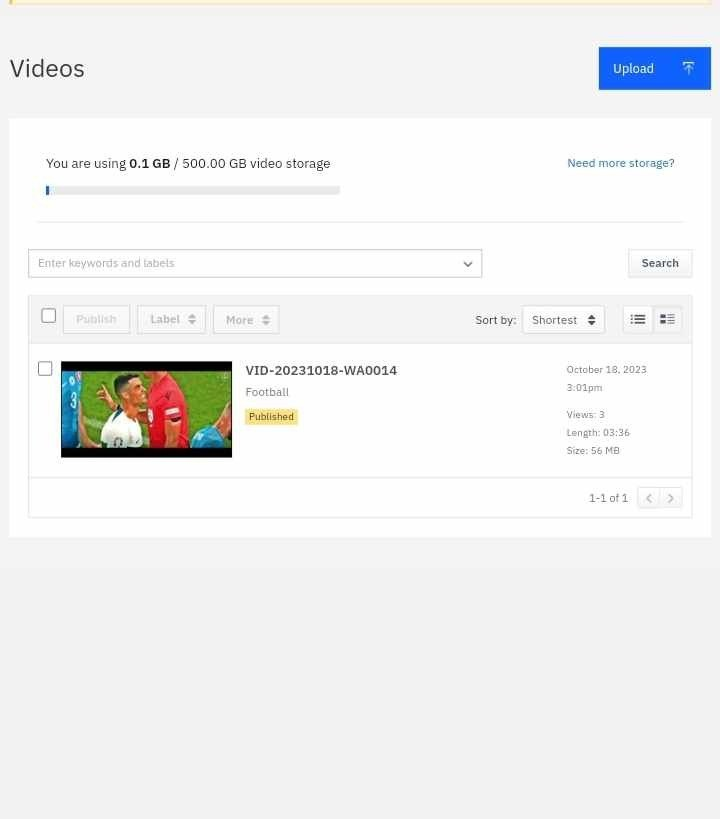 Videos
Upload
You are using 0.1 GB / 500.00 GB video storage
Need more storage?
Enter keywords and labels
Search
Publish
Label
More
Sort by:
Shortest
VID-20231018-WA0014
Football
Published
October 18, 2023
3:01pm
Views: 3
Length: 03:36
Size: 56 MB
1-1 of 1